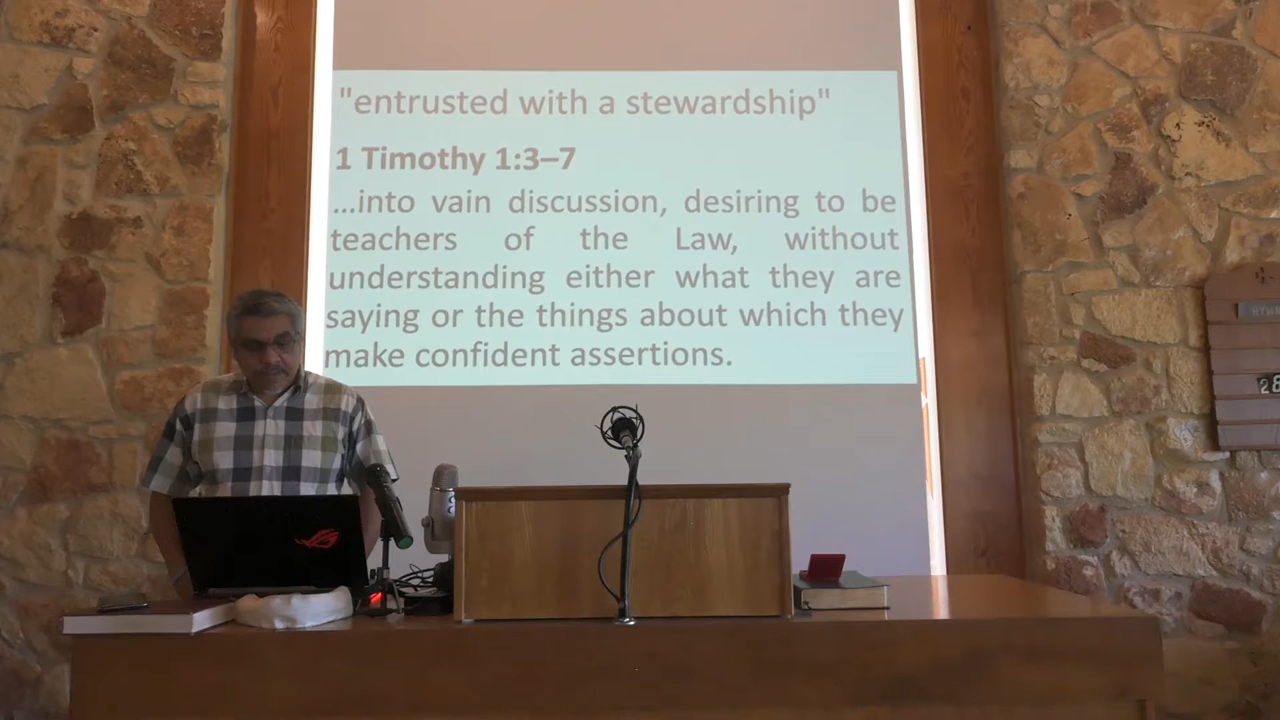 "entrusted with a stewardship"
1 Timothy 1:3–7
...into vain discussion, desiring to be
teachers of the Law, without
understanding either what they are
saying or the things about which they
make confident assertions.
28